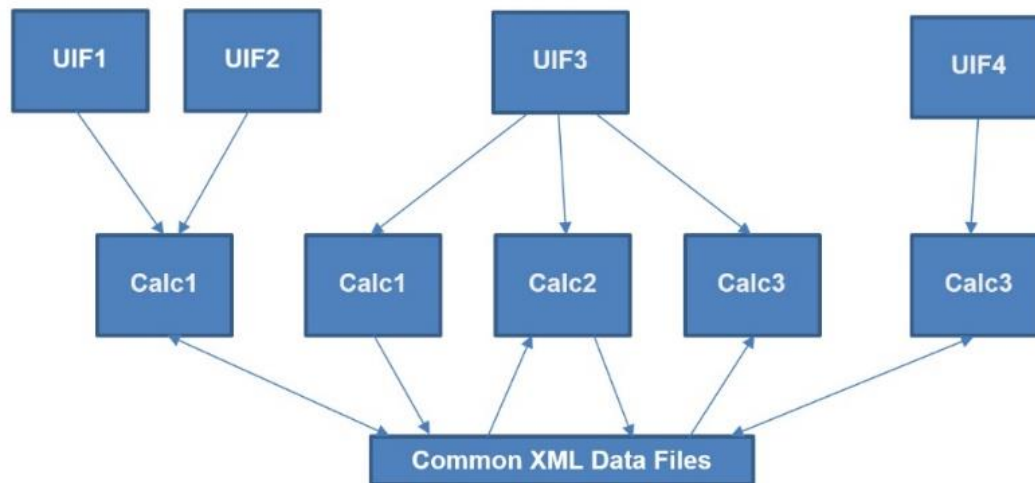 UIF1
UIF2
UIF3
UIF4
Calc1
Calc1
Calc2
Calc3
Calc3
Common XML Data Files